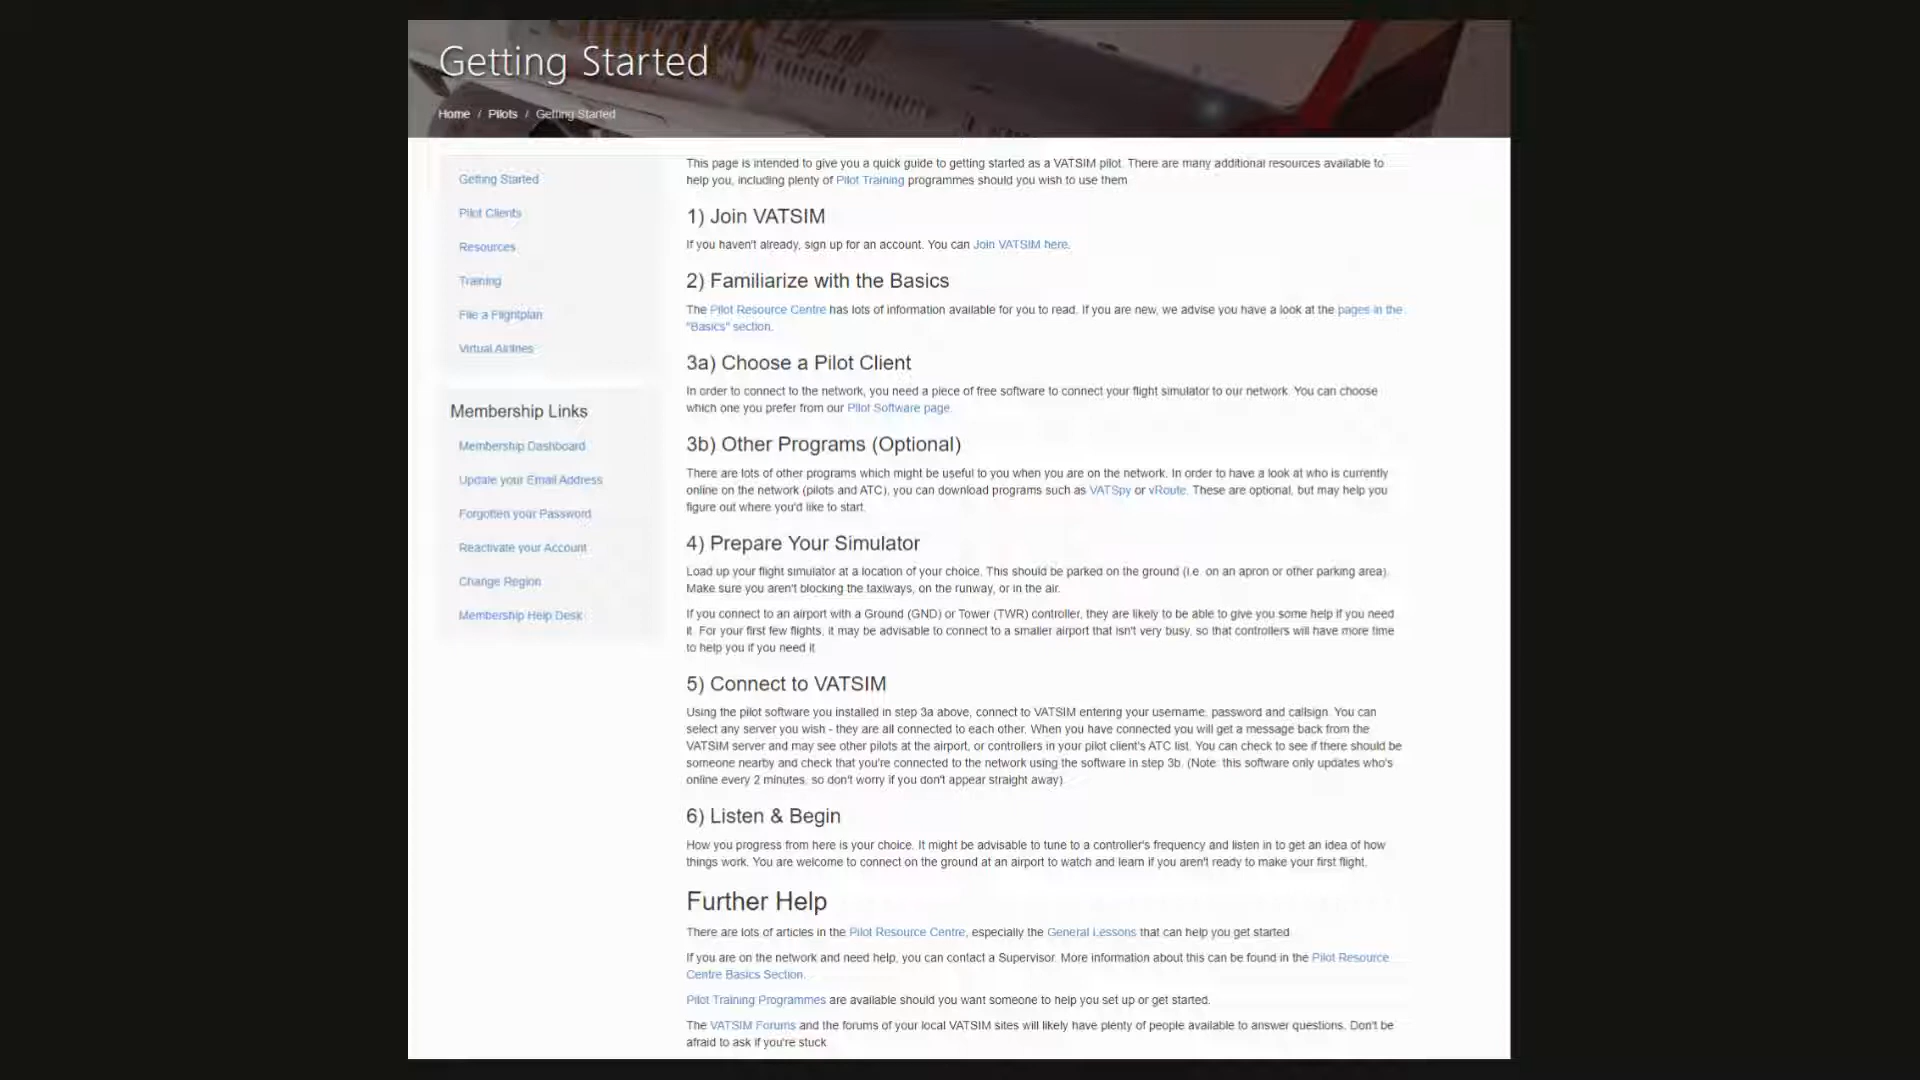 Getting Started
Home / Pilots / Getting Started
Getting Started
Pilot Clients
Resources
Training
File a Flightplan
Virtual Airlines
Membership Links
Membership Dashboard
Update your Email Address
Forgotten your Password
Reactivate your Account
Change Region
Membership Help Desk
This page is intended to give you a quick guide to getting started as a VATSIM pilot. There are many additional resources available to
help you, including plenty of Pilot Training programmes should you wish to use them.
1) Join VATSIM
If you haven't already, sign up for an account. You can Join VATSIM here.
2) Familiarize with the Basics
The Pilot Resource Centre has lots of information available for you to read. If you are new, we advise you have a look at the pages in the
"Basics" section.
3a) Choose a Pilot Client
In order to connect to the network, you need a piece of free software to connect your flight simulator to our network. You can choose
which one you prefer from our Pilot Software page.
3b) Other Programs (Optional)
There are lots of other programs which might be useful to you when you are on the network. In order to have a look at who is currently
online on the network (pilots and ATC), you can download programs such as VATSpy or vRoute. These are optional, but may help you
figure out where you'd like to start.
4) Prepare Your Simulator
Load up your flight simulator at a location of your choice. This should be parked on the ground (i.e. on an apron or other parking area).
Make sure you aren't blocking the taxiways, on the runway, or in the air.
If you connect to an airport with a Ground (GND) or Tower (TWR) controller, they are likely to be able to give you some help if you need
it. For your first few flights, it may be advisable to connect to a smaller airport that isn't very busy, so that controllers will have more time
to help you if you need it.
5) Connect to VATSIM
Using the pilot software you installed in step 3a above, connect to VATSIM entering your username, password and callsign. You can
select any server you wish - they are all connected to each other. When you have connected you will get a message back from the
VATSIM server and may see other pilots at the airport, or controllers in your pilot client's ATC list. You can check to see if there should be
someone nearby and check that you're connected to the network using the software in step 3b. (Note: this software only updates who's
online every 2 minutes, so don't worry if you don't appear straight away)
6) Listen & Begin
How you progress from here is your choice. It might be advisable to tune to a controller's frequency and listen in to get an idea of how
things work. You are welcome to connect on the ground at an airport to watch and learn if you aren't ready to make your first flight.
Further Help
There are lots of articles in the Pilot Resource Centre, especially the General Lessons that can help you get started.
If you are on the network and need help, you can contact a Supervisor. More information about this can be found in the Pilot Resource
Centre Basics Section.
Pilot Training Programmes are available should you want someone to help you set up or get started.
The VATSIM Forums and the forums of your local VATSIM sites will likely have plenty of people available to answer questions. Don't be
afraid to ask if you're stuck.